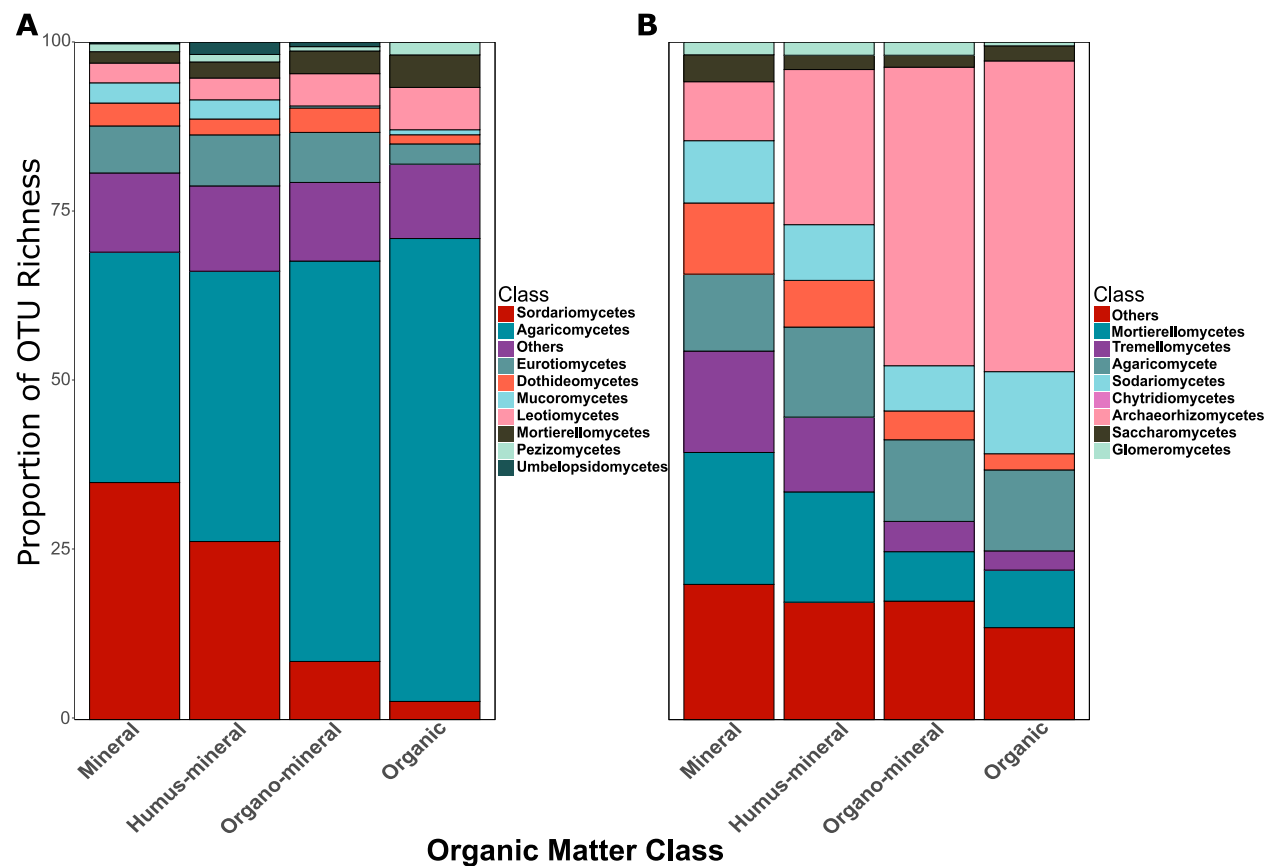 A
B
Proportion of OTU Richness
100
75
50
25
0
Mineral
Humus-mineral
Organo-mineral
Organic
Class
Sordariomycetes
Agaricomycetes
Others
Eurotiomycetes
Dothideomycetes
Mucoromycetes
Leotiomycetes
Mortierellomycetes
Pezizomycetes
Umbelopsidomycetes
Mineral
Humus-mineral
Organo-mineral
Organic
Class
Others
Mortierellomycetes
Tremellomycetes
Agaricomycete
Sodariomycetes
Chytridiomycetes
Archaeorhizomycetes
Saccharomycetes
Glomeromycetes
Organic Matter Class